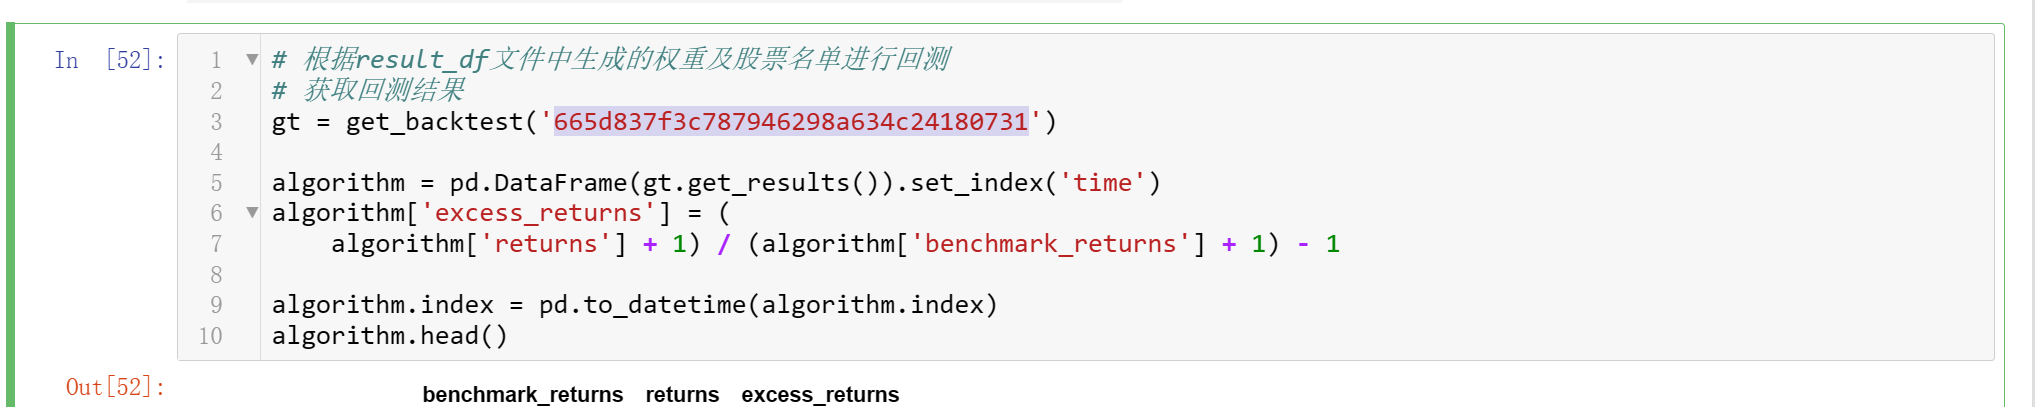 In [52]:
1 # 根据result_df文件中生成的权重及股票名单进行回测
2 # 获取回测结果
3 gt = get_backtest('665d837f3c787946298a634c24180731')
4
5 algorithm = pd.DataFrame(gt.get_results()).set_index('time')
6 algorithm['excess_returns'] = (
7     algorithm['returns'] + 1) / (algorithm['benchmark_returns'] + 1) - 1
8
9 algorithm.index = pd.to_datetime(algorithm.index)
10 algorithm.head()
Out[52]:
benchmark_returns returns excess_returns